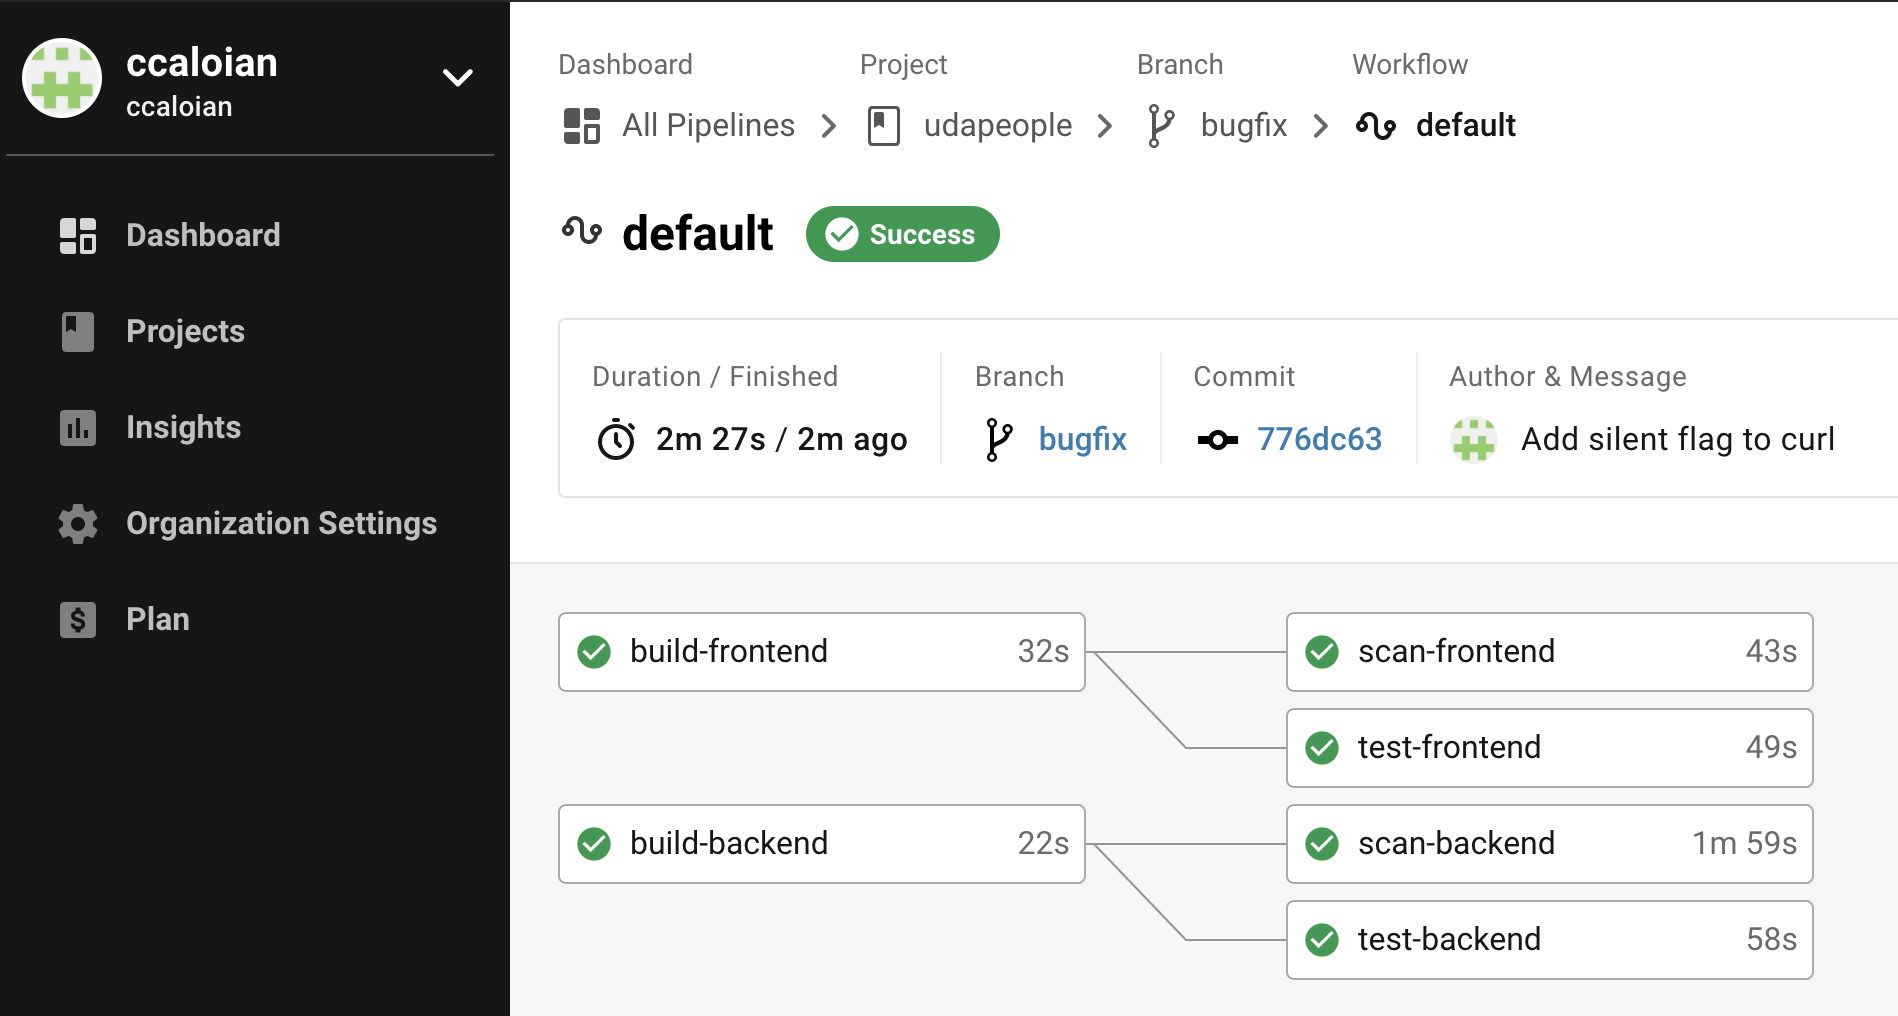 ccaloian
ccaloian
Dashboard
Projects
Insights
Organization Settings
Plan
Dashboard Project Branch Workflow
All Pipelines udapeople bugfix default
default Success
Duration / Finished Branch Commit Author & Message
2m 27s / 2m ago bugfix 776dc63 Add silent flag to curl
build-frontend 32s scan-frontend 43s
test-frontend 49s
build-backend 22s scan-backend 1m 59s
test-backend 58s